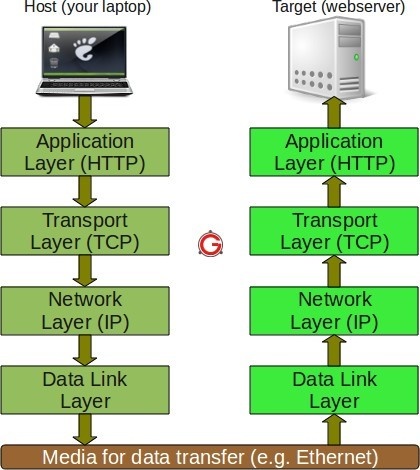 Host (your laptop)
Target (webserver)
Application
Layer (HTTP)
Application
Layer (HTTP)
Transport
Layer (TCP)
G
Transport
Layer (TCP)
Network
Layer (IP)
Network
Layer (IP)
Data Link
Layer
Data Link
Layer
Media for data transfer (e.g. Ethernet)